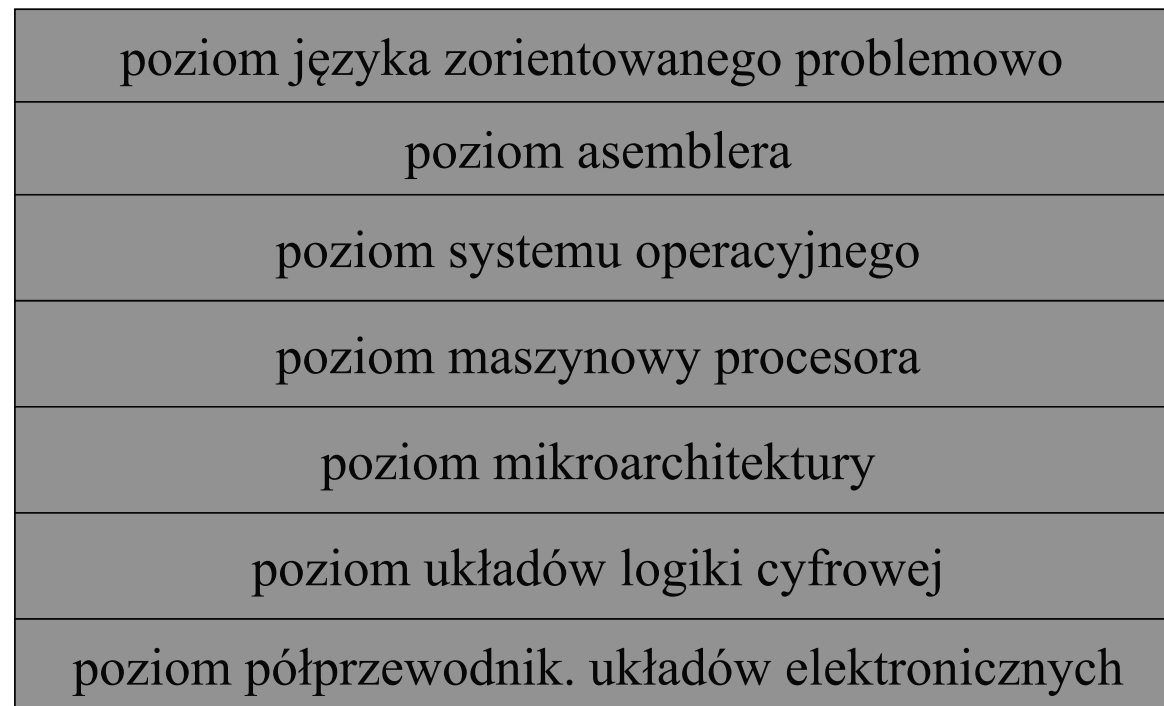 poziom języka zorientowanego problemowo
poziom asemblera
poziom systemu operacyjnego
poziom maszynowy procesora
poziom mikroarchitektury
poziom układów logiki cyfrowej
poziom półprzewodnik. układów elektronicznych